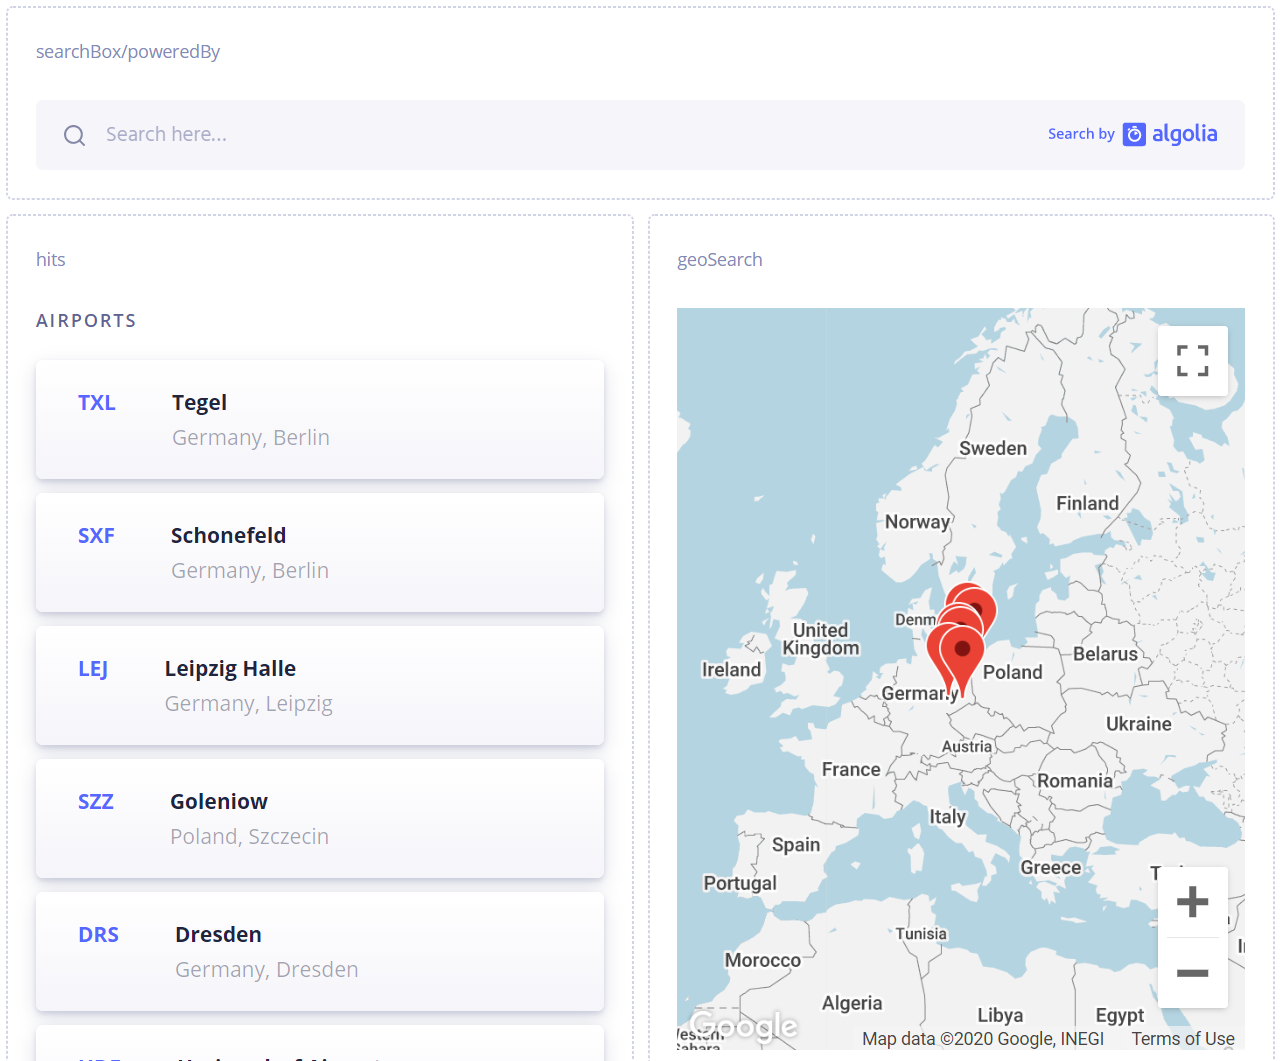 searchBox/poweredBy
Search here...
Search by algolia
hits
AIRPORTS
TXL
Tegel
Germany, Berlin
SXF
Schonefeld
Germany, Berlin
LEJ
Leipzig Halle
Germany, Leipzig
SZZ
Goleniow
Poland, Szczecin
DRS
Dresden
Germany, Dresden
geoSearch
Sweden
Finland
Norway
Denm
United
Kingdom
Ireland
Belarus
Poland
Germany
Ukraine
Austria
France
Romania
Italy
Spain
Greece
Portugal
Tunisia
Morocco
Algeria
Libya
Egypt
Google
Sahara
Map data ©2020 Google, INEGI
Terms of Use